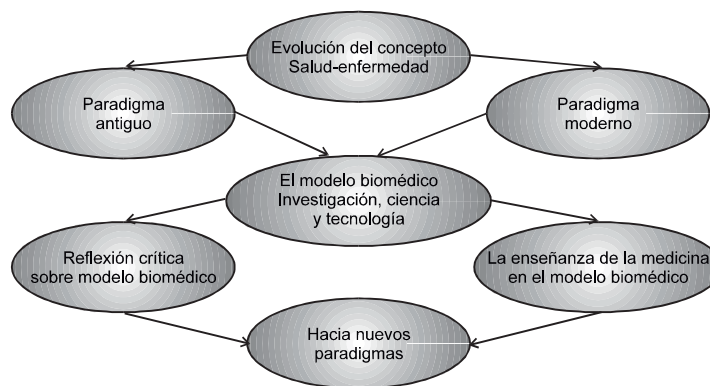 Evolución del concepto
Salud-enfermedad
Paradigma
antiguo
Paradigma
moderno
El modelo biomédico
Investigación, ciencia
y tecnología
Reflexión crítica
sobre modelo biomédico
La enseñanza de la medicina
en el modelo biomédico
Hacia nuevos
paradigmas